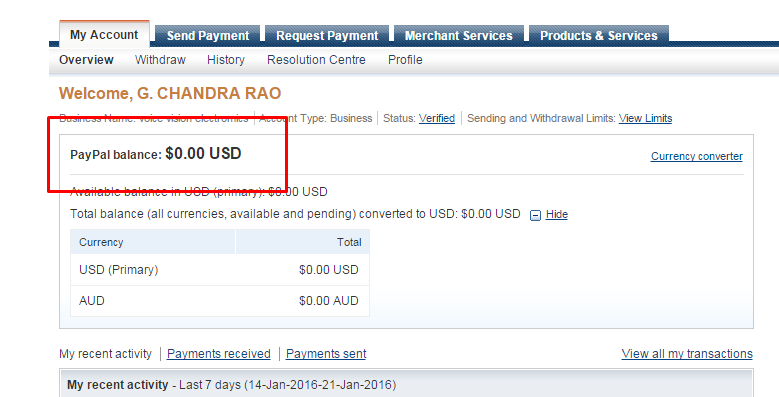 My Account Send Payment Request Payment Merchant Services Products & Services
Overview Withdraw History Resolution Centre Profile
Welcome, G. CHANDRA RAO
Business Name: voice vision electronics Account Type: Business Status: Verified Sending and Withdrawal Limits: View Limits
PayPal balance: $0.00 USD Currency converter
Available balance in USD (primary): $0.00 USD
Total balance (all currencies, available and pending) converted to USD: $0.00 USD Hide
Currency Total
USD (Primary) $0.00 USD
AUD $0.00 AUD
My recent activity Payments received Payments sent View all my transactions
My recent activity - Last 7 days (14-Jan-2016-21-Jan-2016)